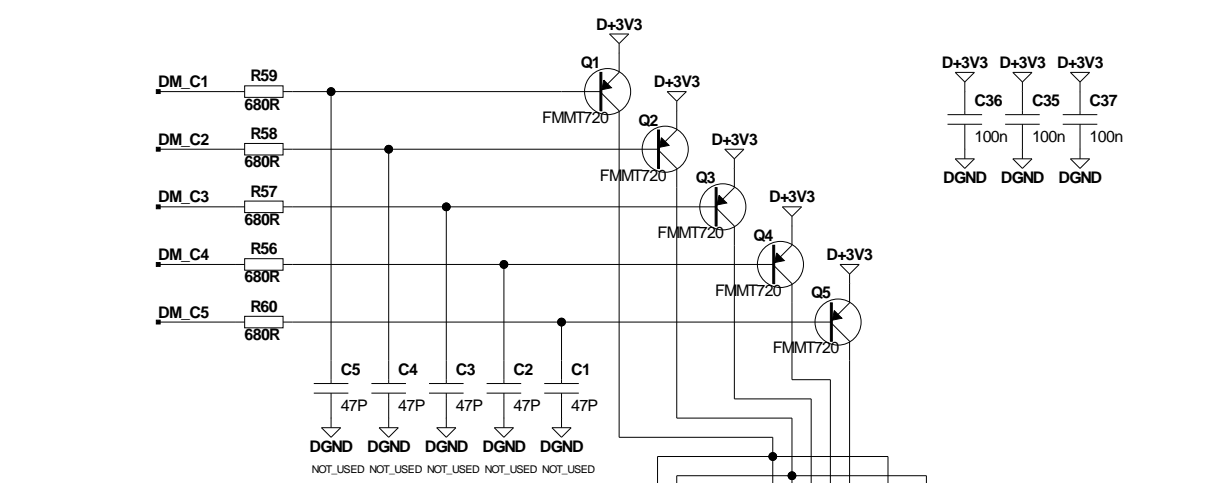 D+3V3
Q1
FMMT720
D+3V3
Q2
FMMT720
D+3V3
Q3
FMMT720
D+3V3
Q4
FMMT720
D+3V3
Q5
FMMT720
DM_C1
R59
680R
DM_C2
R58
680R
DM_C3
R57
680R
DM_C4
R56
680R
DM_C5
R60
680R
D+3V3 D+3V3 D+3V3
C36 C35 C37
100n 100n 100n
DGND DGND DGND
C5 C4 C3 C2 C1
47P 47P 47P 47P 47P
DGND DGND DGND DGND DGND
NOT_USED NOT_USED NOT_USED NOT_USED NOT_USED